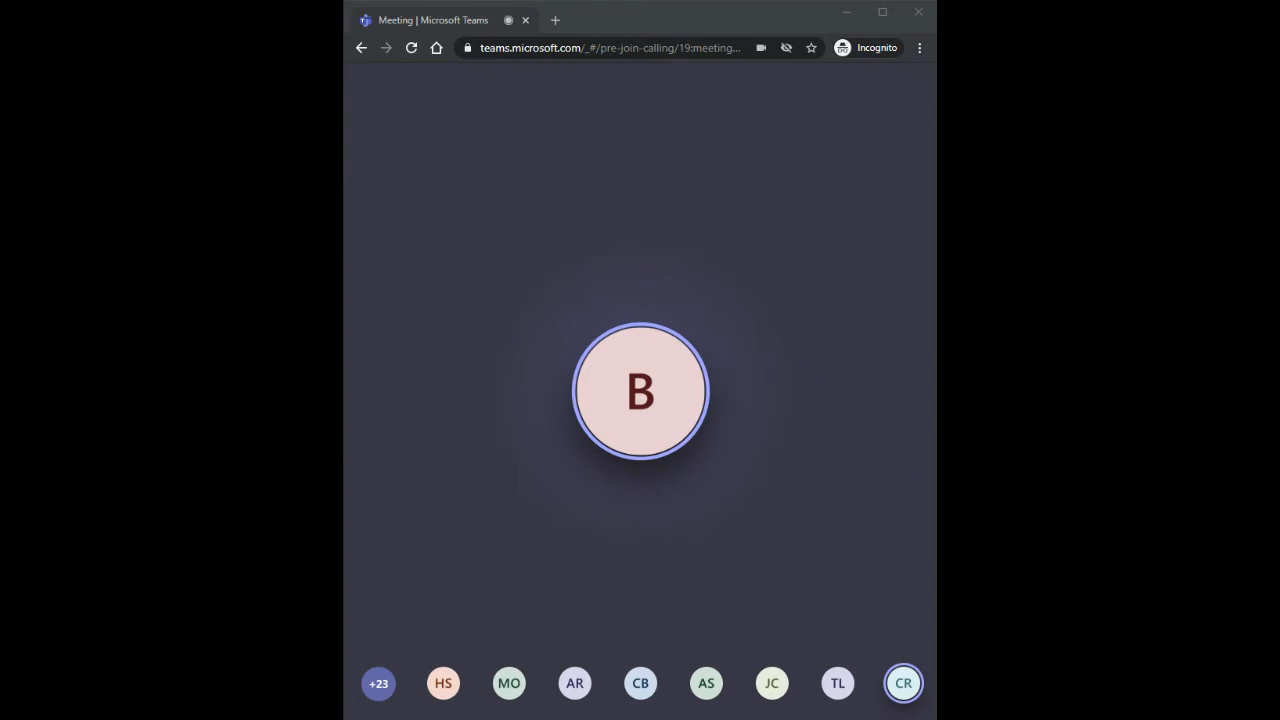 Meeting | Microsoft Teams
teams.microsoft.com/_#/pre-join-calling/19:meeting...
Incognito
B
+23 HS MO AR CB AS JC TL CR